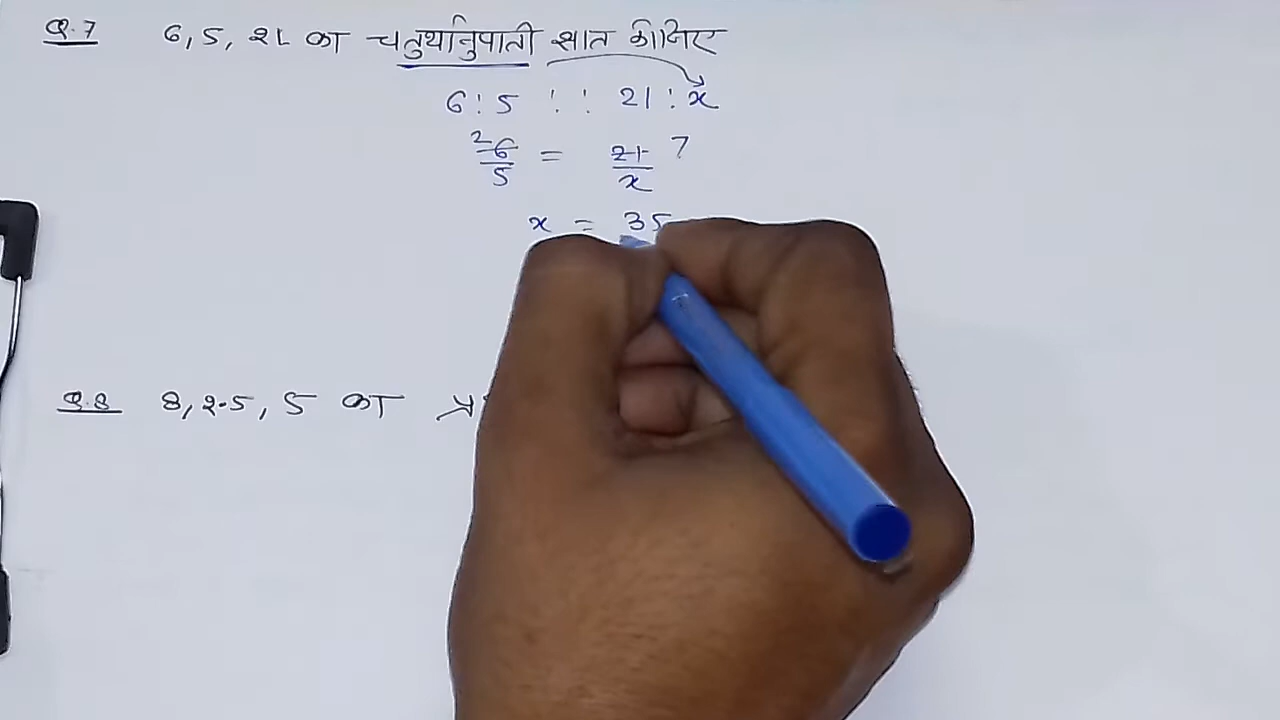 Q.7 6, 5, 21 का चतुर्थानुपाती ज्ञात कीजिए
6 : 5 : : 21 : x
2
6/5 = 21/x 7
x = 35
Q.8 8, 2.5, 5 का